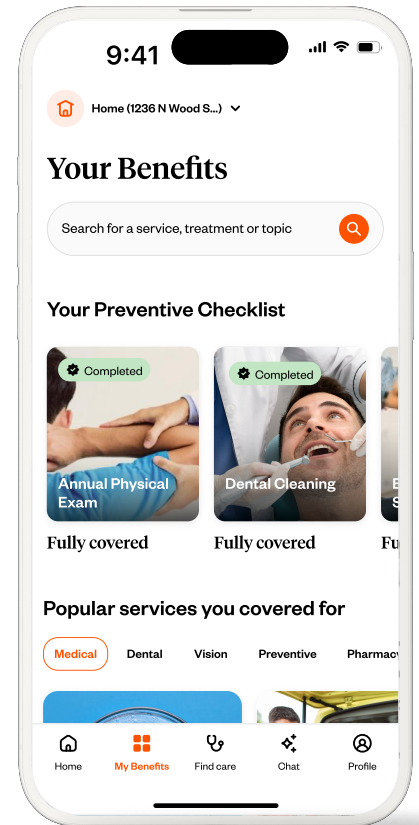 9:41
Home (1236 N Wood S...)
Your Benefits
Search for a service, treatment or topic
Your Preventive Checklist
Completed
Completed
Annual Physical
Exam
Dental Cleaning
Fully covered
Fully covered
Popular services you covered for
Medical
Dental
Vision
Preventive
Pharmacy
Home
My Benefits
Find care
Chat
Profile